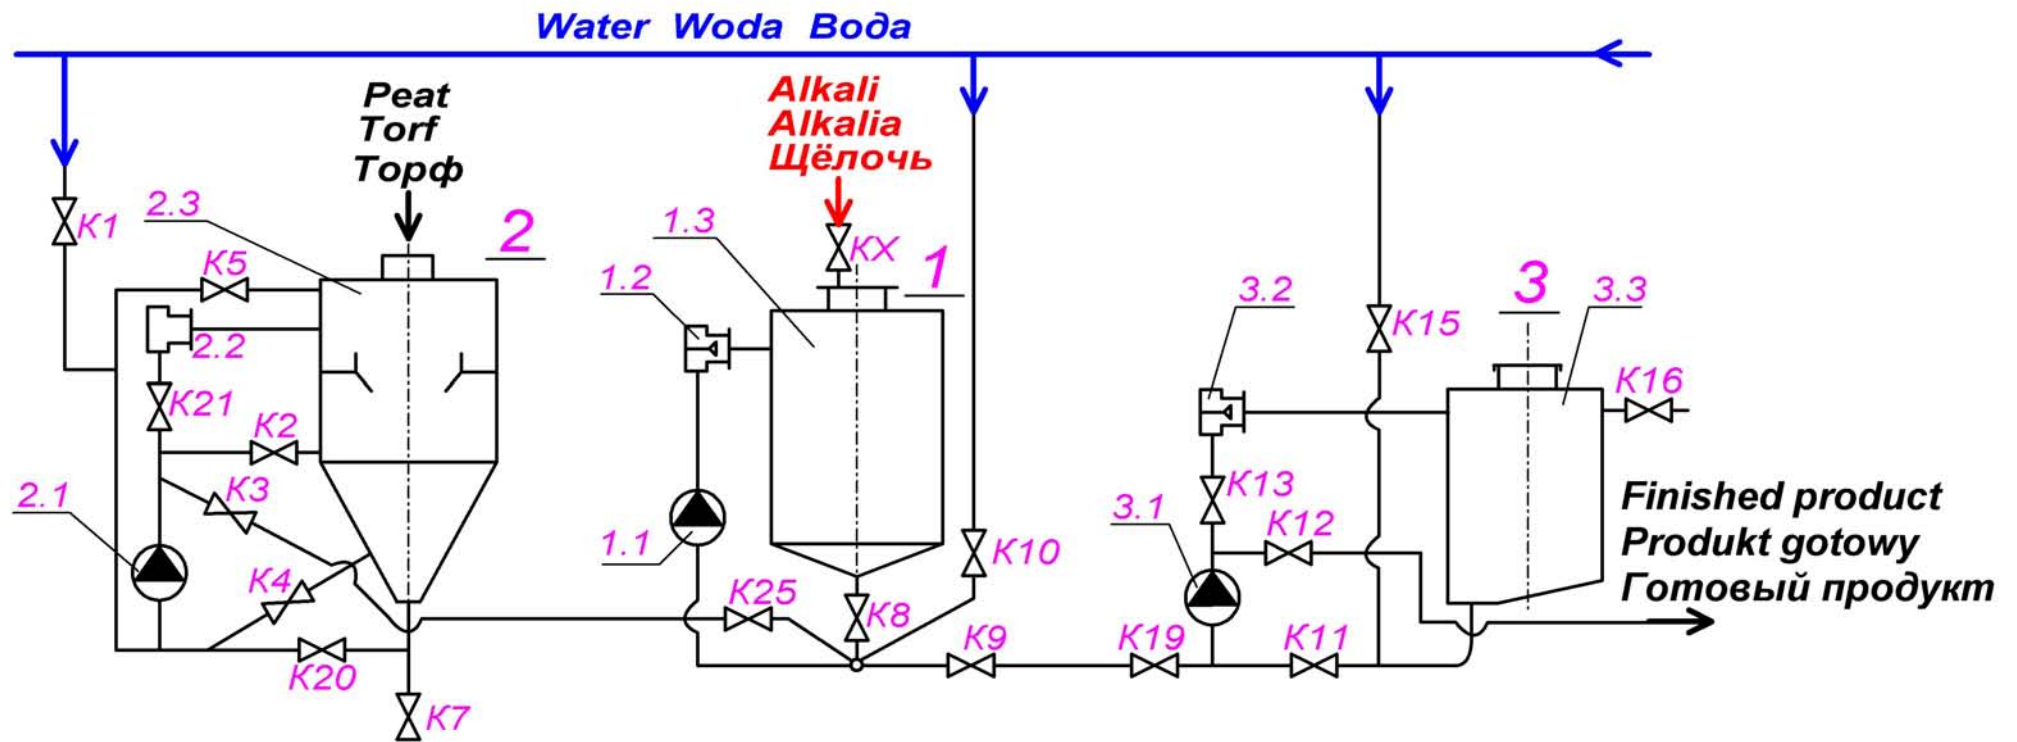 Water Woda Вода
Peat
Torf
Торф
Alkali
Alkalia
Щёлочь
К1
2.3
2
К5
2.2
К21
К2
2.1
К3
К4
К20
К7
1.3
КХ
1
1.2
1.1
К25
К8
К10
К9
К19
К11
3.2
К15
3
3.3
К16
К13
3.1
К12
Finished product
Produkt gotowy
Готовый продукт